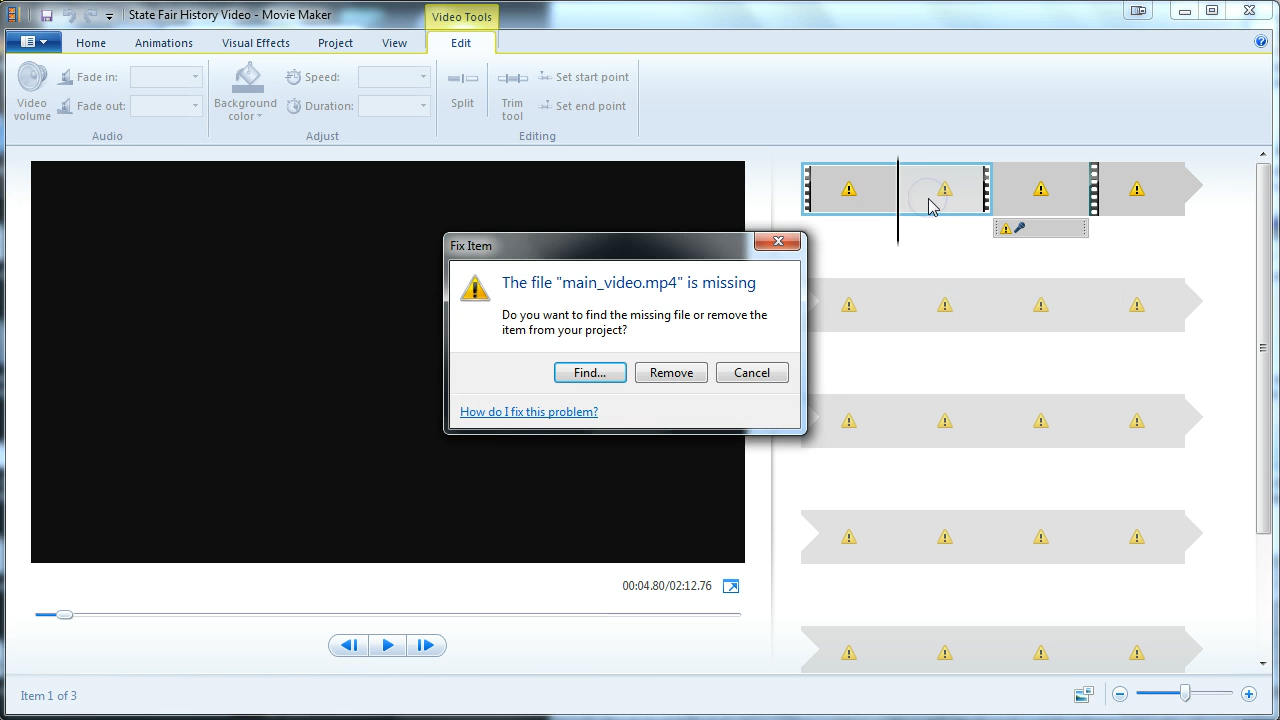 State Fair History Video - Movie Maker
Video Tools
Home
Animations
Visual Effects
Project
View
Edit
Video
volume
Fade in:
Fade out:
Audio
Background
color
Speed:
Duration:
Adjust
Split
Trim
tool
Set start point
Set end point
Editing
Fix Item
The file "main_video.mp4" is missing
Do you want to find the missing file or remove the
item from your project?
Find...
Remove
Cancel
How do I fix this problem?
00:04.80/02:12.76
Item 1 of 3